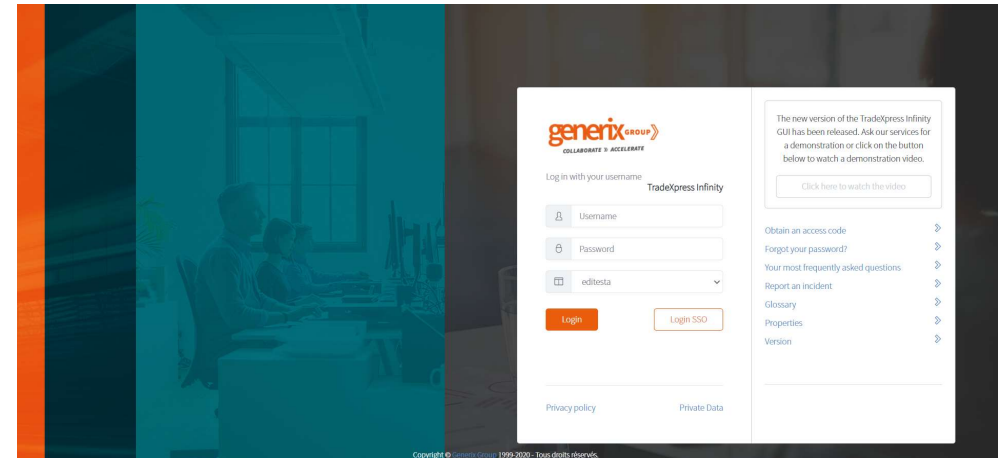 generix GROUP
COLLABORATE & ACCELERATE
Log in with your username
TradeXpress Infinity
Username
Password
editesta
Login
Login SSO
Privacy policy
Private Data
The new version of the TradeXpress Infinity
GUI has been released. Ask our services for
a demonstration or click on the button
below to watch a demonstration video.
Click here to watch the video
Obtain an access code
Forgot your password?
Your most frequently asked questions
Report an incident
Glossary
Properties
Version
Copyright © Generix Group 1999-2020 - Tous droits réservés.